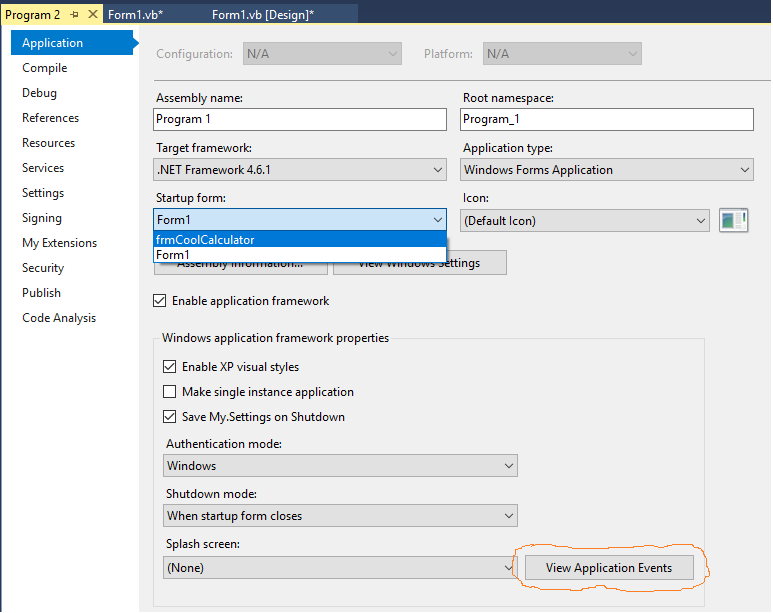 Program 2 Form1.vb* Form1.vb [Design]*
Application
Compile
Debug
References
Resources
Services
Settings
Signing
My Extensions
Security
Publish
Code Analysis
Configuration: N/A Platform: N/A
Assembly name: Root namespace:
Program 1 Program_1
Target framework: Application type:
.NET Framework 4.6.1 Windows Forms Application
Startup form: Icon:
Form1 (Default Icon)
frmCoolCalculator
Form1
Assembly Information... View Windows Settings
Enable application framework
Windows application framework properties
Enable XP visual styles
Make single instance application
Save My.Settings on Shutdown
Authentication mode:
Windows
Shutdown mode:
When startup form closes
Splash screen:
(None) View Application Events